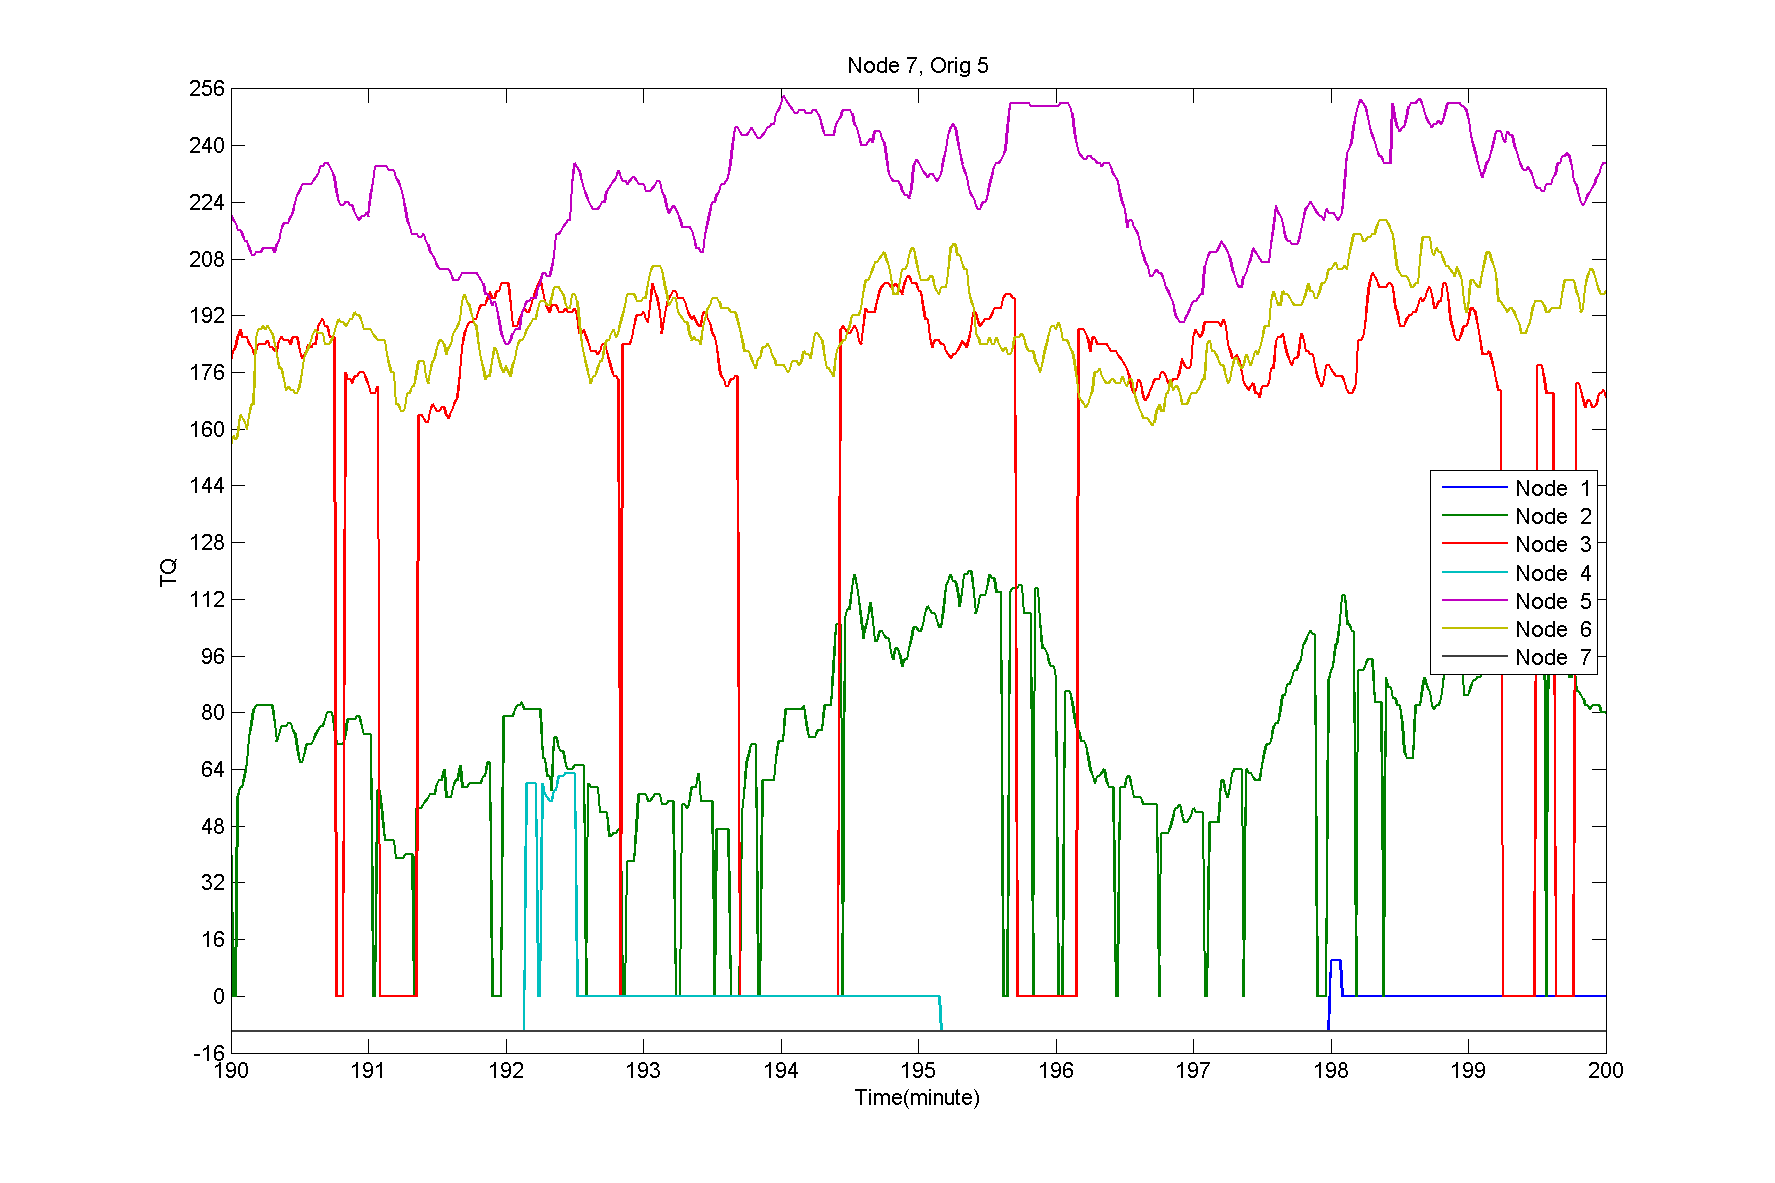 Node 7, Orig 5
256
240
224
208
192
176
160
144
128
112
96
80
64
48
32
16
0
-16
TQ
Node 1
Node 2
Node 3
Node 4
Node 5
Node 6
Node 7
190 191 192 193 194 195 196 197 198 199 200
Time(minute)